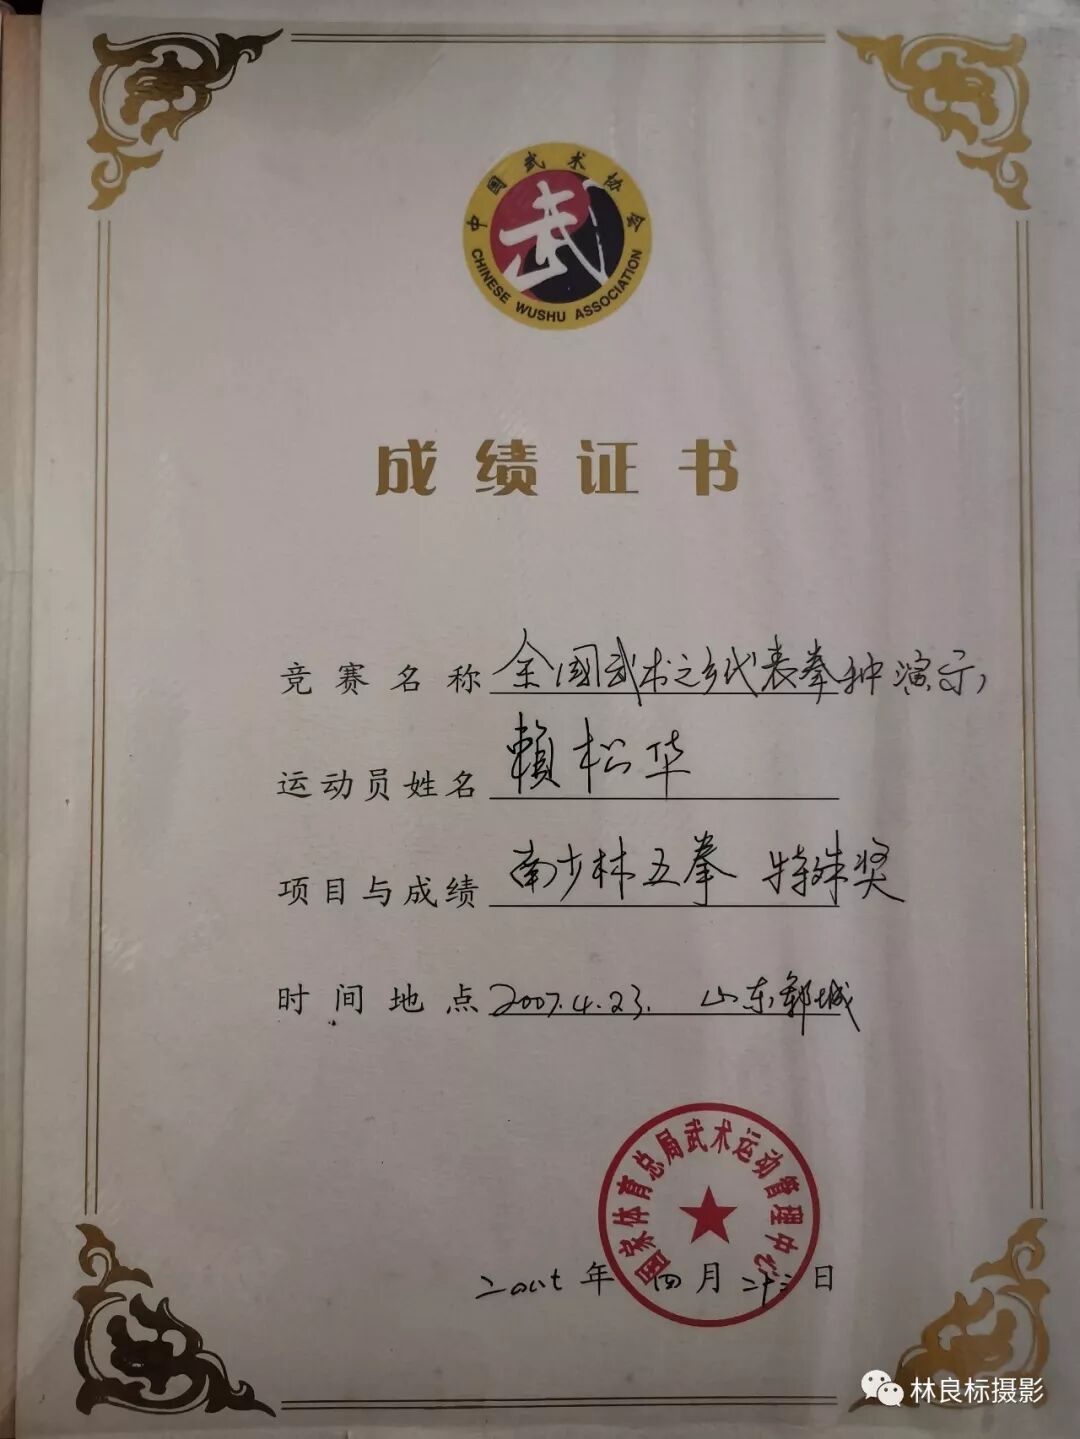 中国武术协会
武
CHINESE WUSHU ASSOCIATION
成绩证书
竞赛名称 全国武术之乡代表拳种演示
运动员姓名 賴松华
项目与成绩 南少林五拳 特殊奖
时间地点 2007.4.23. 山东郓城
国家体育总局武术运动管理中心
二00七年 四月二十三日
林良标摄影